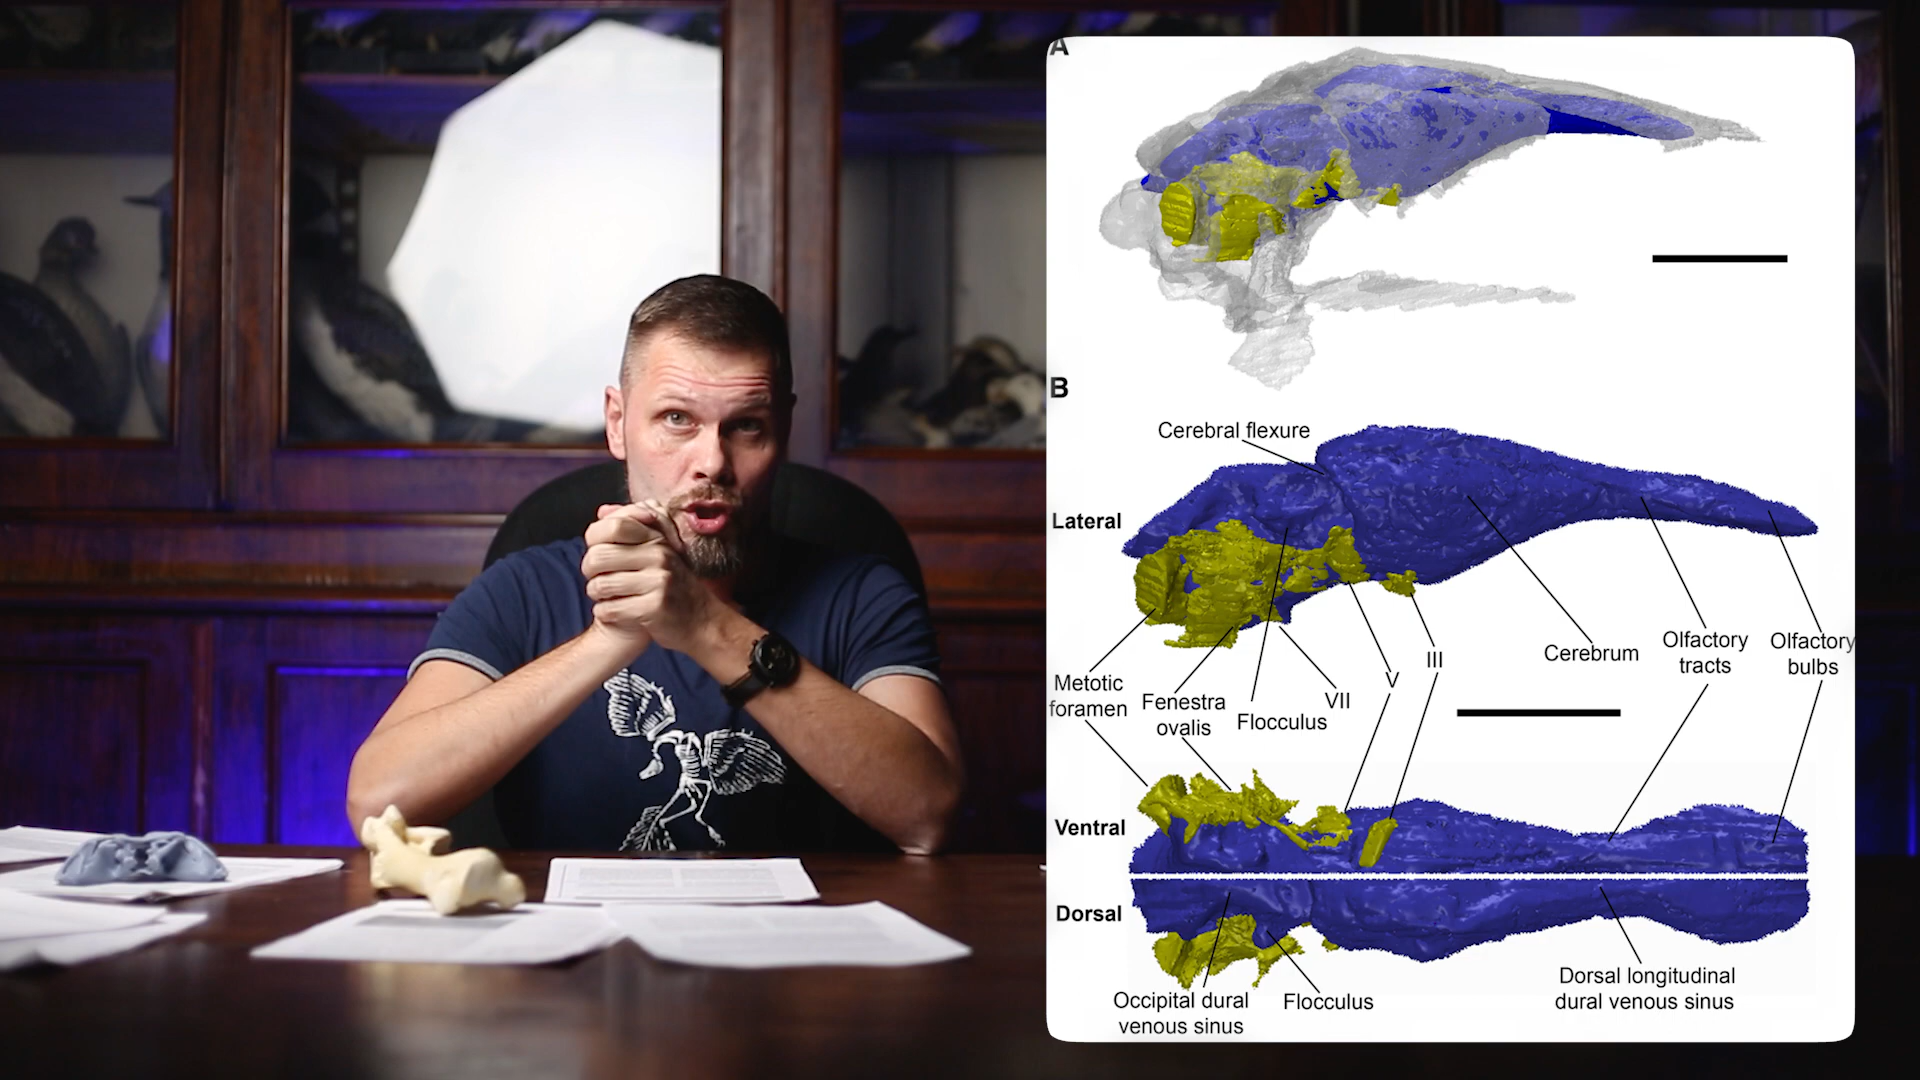 A
B
Cerebral flexure
Lateral
Cerebrum
Olfactory
tracts
Olfactory
bulbs
III
V
VII
Metotic
foramen
Fenestra
ovalis
Flocculus
Ventral
Dorsal
Occipital dural
venous sinus
Flocculus
Dorsal longitudinal
dural venous sinus